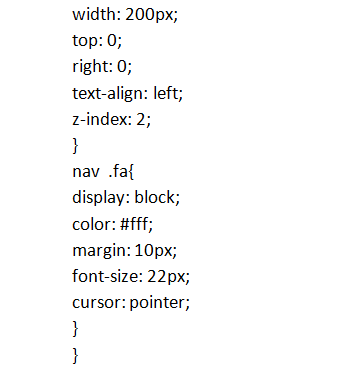 width: 200px;
top: 0;
right: 0;
text-align: left;
z-index: 2;
}
nav  .fa{
display: block;
color: #fff;
margin: 10px;
font-size: 22px;
cursor: pointer;
}
}